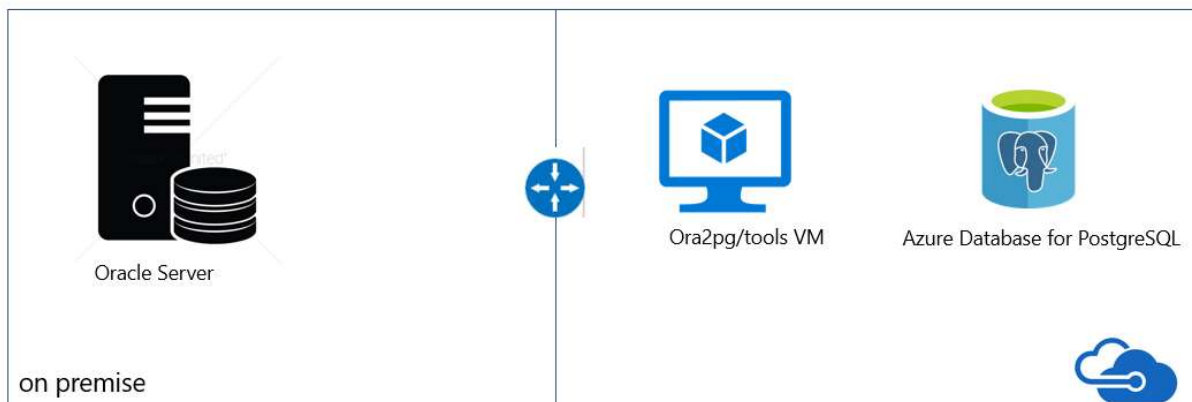 Oracle Server
Ora2pg/tools VM
Azure Database for PostgreSQL
on premise